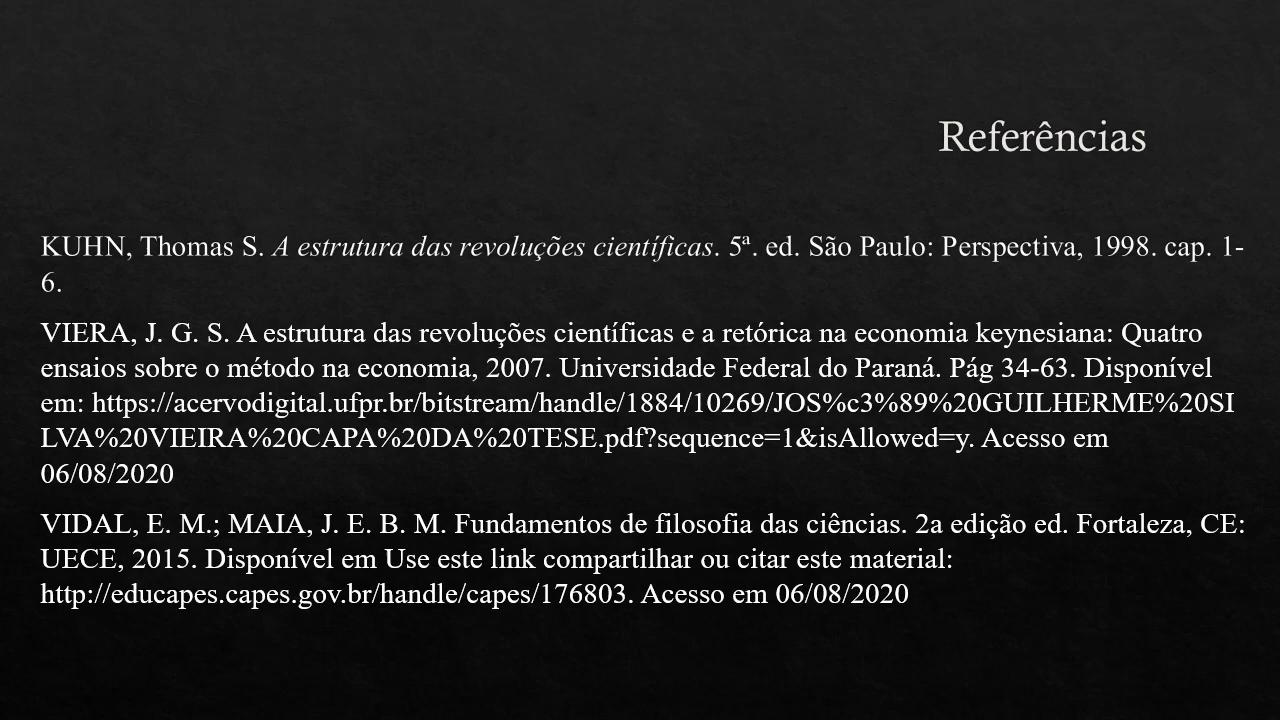 Referências
KUHN, Thomas S. A estrutura das revoluções científicas. 5ª. ed. São Paulo: Perspectiva, 1998. cap. 1-
6.
VIERA, J. G. S. A estrutura das revoluções científicas e a retórica na economia keynesiana: Quatro
ensaios sobre o método na economia, 2007. Universidade Federal do Paraná. Pág 34-63. Disponível
em: https://acervodigital.ufpr.br/bitstream/handle/1884/10269/JOS%c3%89%20GUILHERME%20SI
LVA%20VIEIRA%20CAPA%20DA%20TESE.pdf?sequence=1&isAllowed=y. Acesso em
06/08/2020
VIDAL, E. M.; MAIA, J. E. B. M. Fundamentos de filosofia das ciências. 2a edição ed. Fortaleza, CE:
UECE, 2015. Disponível em Use este link compartilhar ou citar este material:
http://educapes.capes.gov.br/handle/capes/176803. Acesso em 06/08/2020